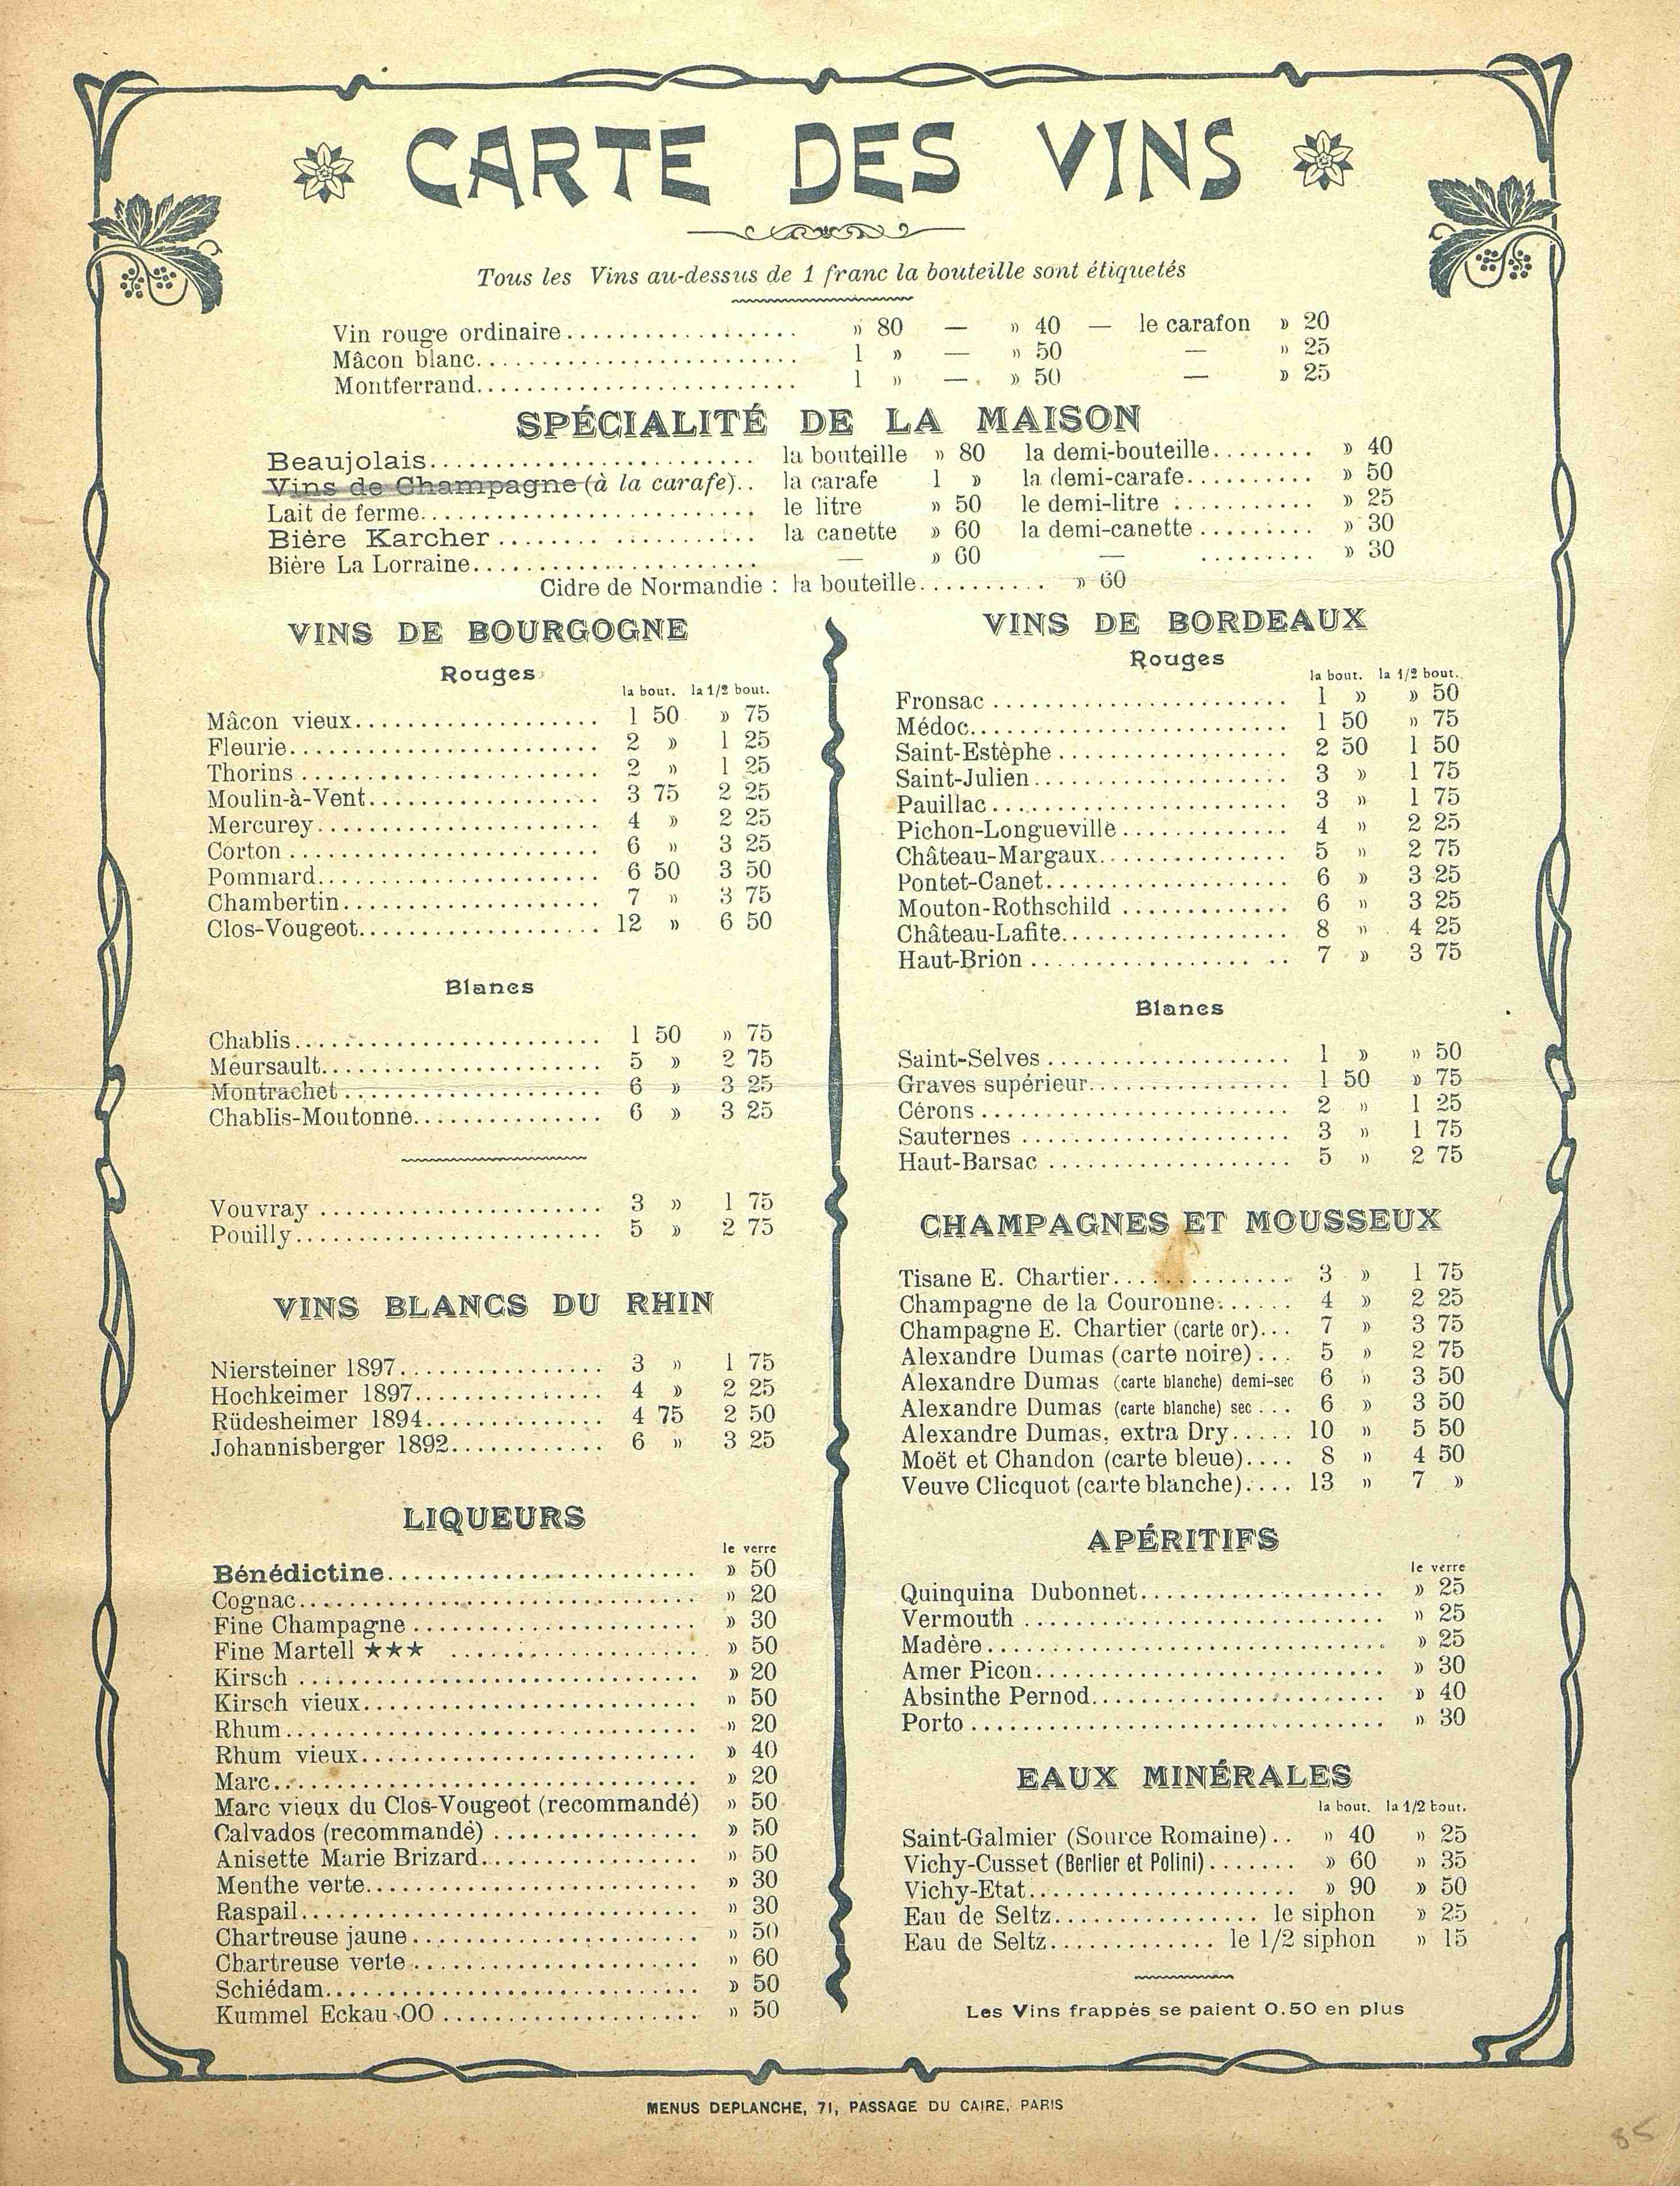 CARTE DES VINS
Tous les Vins au-dessus de 1 franc la bouteille sont étiquetés
Vin rouge ordinaire................... » 80 — » 40 — le carafon » 20
Mâcon blanc......................... 1 » — » 50 — » 25
Montferrand......................... 1 » — » 50 — » 25
SPÉCIALITÉ DE LA MAISON
Beaujolais......................... la bouteille » 80 la demi-bouteille........ » 40
Vins de Champagne (à la carafe).. la carafe 1 » la demi-carafe.......... » 50
Lait de ferme.......................... le litre » 50 le demi-litre ........... » 25
Bière Karcher .................... la canette » 60 la demi-canette ......... » 30
Bière La Lorraine...................... — » 60 — ......... » 30
Cidre de Normandie : la bouteille.......... » 60
VINS DE BOURGOGNE
Rouges
la bout. la 1/2 bout.
Mâcon vieux................... 1 50 » 75
Fleurie........................ 2 » 1 25
Thorins ....................... 2 » 1 25
Moulin-à-Vent.................. 3 75 2 25
Mercurey...................... 4 » 2 25
Corton ........................ 6 » 3 25
Pommard...................... 6 50 3 50
Chambertin.................... 7 » 3 75
Clos-Vougeot................... 12 » 6 50
Blancs
Chablis........................ 1 50 » 75
Meursault...................... 5 » 2 75
Montrachet .................... 6 » 3 25
Chablis-Moutonne............... 6 » 3 25
Vouvray ...................... 3 » 1 75
Pouilly........................ 5 » 2 75
VINS BLANCS DU RHIN
Niersteiner 1897................ 3 » 1 75
Hochkeimer 1897............... 4 » 2 25
Rüdesheimer 1894.............. 4 75 2 50
Johannisberger 1892............ 6 » 3 25
LIQUEURS
le verre
Bénédictine........................ » 50
Cognac.............................. » 20
Fine Champagne ...................... » 30
Fine Martell ★★★ .................... » 50
Kirsch .............................. » 20
Kirsch vieux.......................... » 50
Rhum................................ » 20
Rhum vieux.......................... » 40
Marc................................ » 20
Marc vieux du Clos-Vougeot (recommandé) » 50
Calvados (recommandé) ................ » 50
Anisette Marie Brizard................. » 50
Menthe verte.......................... » 30
Raspail............................... » 30
Chartreuse jaune...................... » 50
Chartreuse verte ...................... » 60
Schiédam............................ » 50
Kummel Eckau-OO .................... » 50
VINS DE BORDEAUX
Rouges
la bout. la 1/2 bout.
Fronsac ....................... 1 » » 50
Médoc........................ 1 50 » 75
Saint-Estèphe .................. 2 50 1 50
Saint-Julien.................... 3 » 1 75
Pauillac....................... 3 » 1 75
Pichon-Longueville ............. 4 » 2 25
Château-Margaux............... 5 » 2 75
Pontet-Canet................... 6 » 3 25
Mouton-Rothschild ............. 6 » 3 25
Château-Lafite.................. 8 » 4 25
Haut-Brion .................... 7 » 3 75
Blancs
Saint-Selves ................... 1 » » 50
Graves supérieur................ 1 50 » 75
Cérons ........................ 2 » 1 25
Sauternes ..................... 3 » 1 75
Haut-Barsac ................... 5 » 2 75
CHAMPAGNES ET MOUSSEUX
Tisane E. Chartier.............. 3 » 1 75
Champagne de la Couronne...... 4 » 2 25
Champagne E. Chartier (carte or)... 7 » 3 75
Alexandre Dumas (carte noire) ... 5 » 2 75
Alexandre Dumas (carte blanche) demi-sec 6 » 3 50
Alexandre Dumas (carte blanche) sec ... 6 » 3 50
Alexandre Dumas, extra Dry..... 10 » 5 50
Moët et Chandon (carte bleue).... 8 » 4 50
Veuve Clicquot (carte blanche).... 13 » 7 »
APÉRITIFS
le verre
Quinquina Dubonnet................... » 25
Vermouth ............................ » 25
Madère............................... » 25
Amer Picon........................... » 30
Absinthe Pernod....................... » 40
Porto ................................ » 30
EAUX MINÉRALES
la bout. la 1/2 bout.
Saint-Galmier (Source Romaine) .. » 40 » 25
Vichy-Cusset (Berlier et Polini)....... » 60 » 35
Vichy-Etat..................... » 90 » 50
Eau de Seltz................ le siphon » 25
Eau de Seltz............. le 1/2 siphon » 15
Les Vins frappés se paient 0.50 en plus
MENUS DEPLANCHE, 71, PASSAGE DU CAIRE, PARIS
85